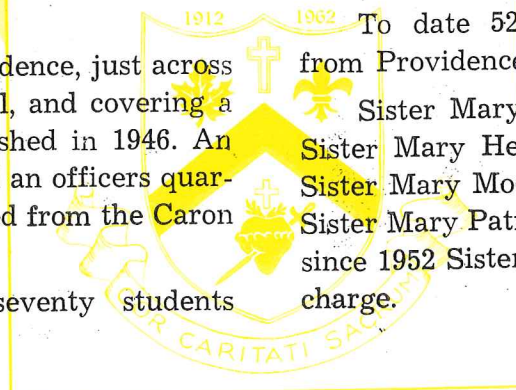 1912 1962
dence, just across
l, and covering a
shed in 1946. An
an officers quar-
d from the Caron
seventy students
To date 52
from Providence
Sister Mary
Sister Mary He
Sister Mary Mo
Sister Mary Pat
since 1952 Sister
charge.
COR CARITATI SACRUM